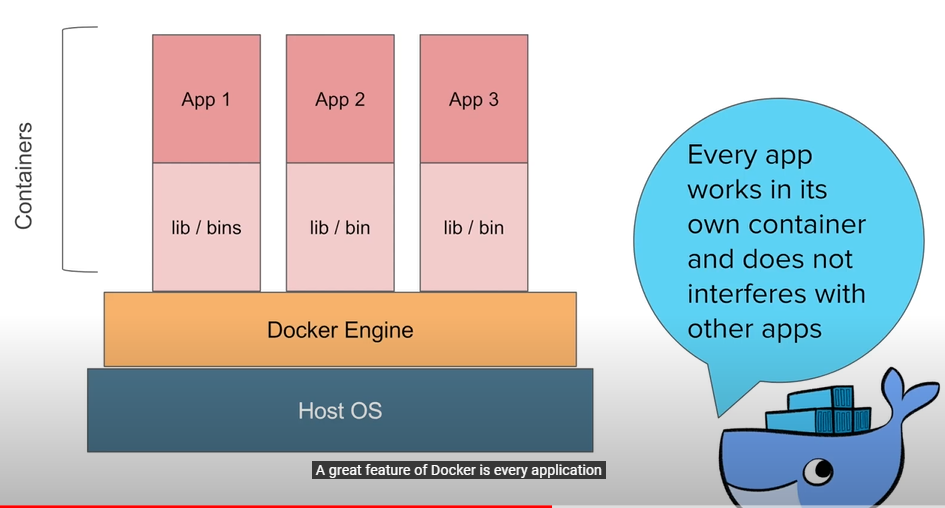 Containers
App 1
App 2
App 3
lib / bins
lib / bin
lib / bin
Docker Engine
Host OS
Every app
works in its
own container
and does not
interferes with
other apps
A great feature of Docker is every application